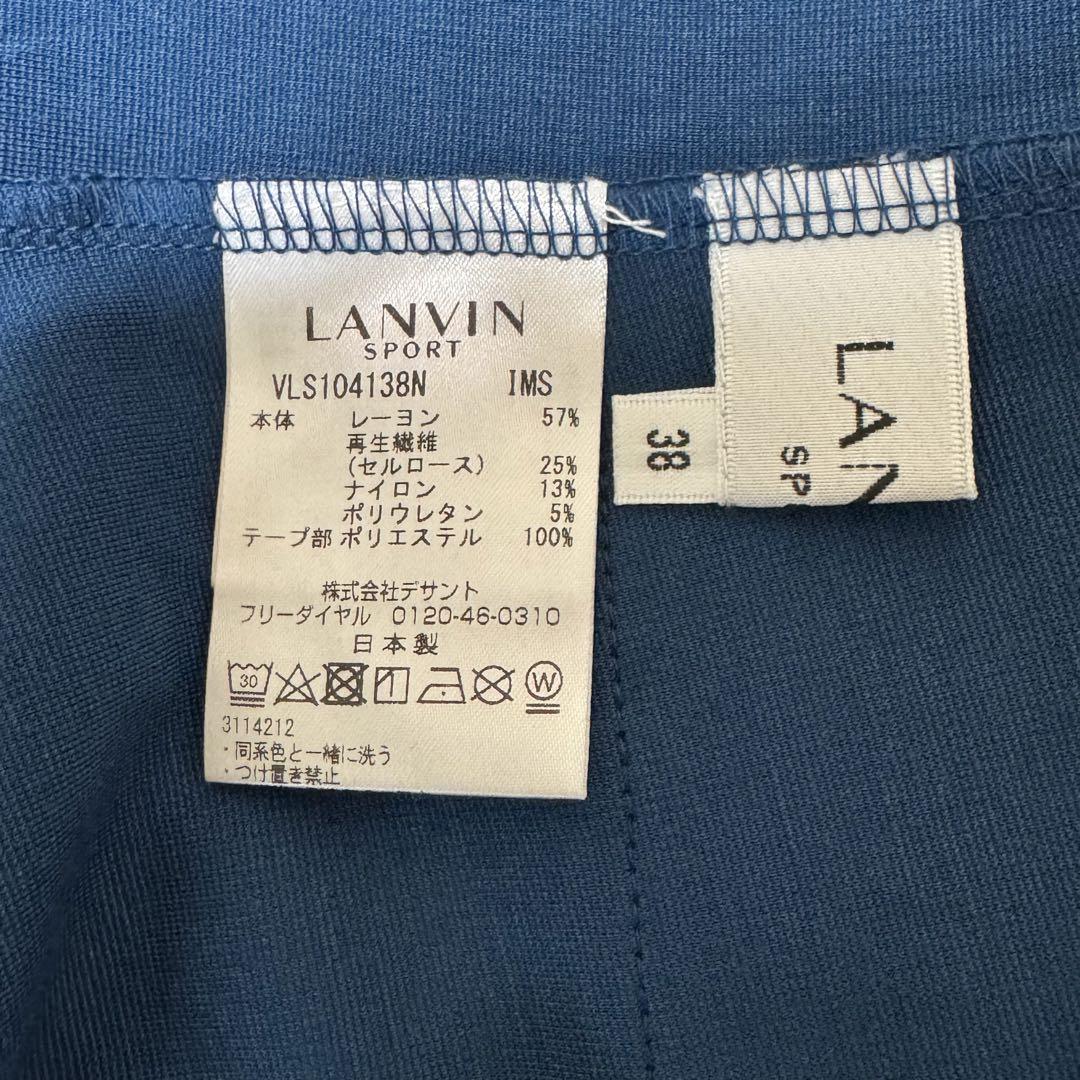 LANVIN
SPORT
VLS104138N IMS
本体 レーヨン 57%
再生繊維
(セルロース) 25%
ナイロン 13%
ポリウレタン 5%
テープ部 ポリエステル 100%
株式会社デサント
フリーダイヤル 0120-46-0310
日本製
30
W
3114212
・同系色と一緒に洗う
・つけ置き禁止
38
LAN
SP